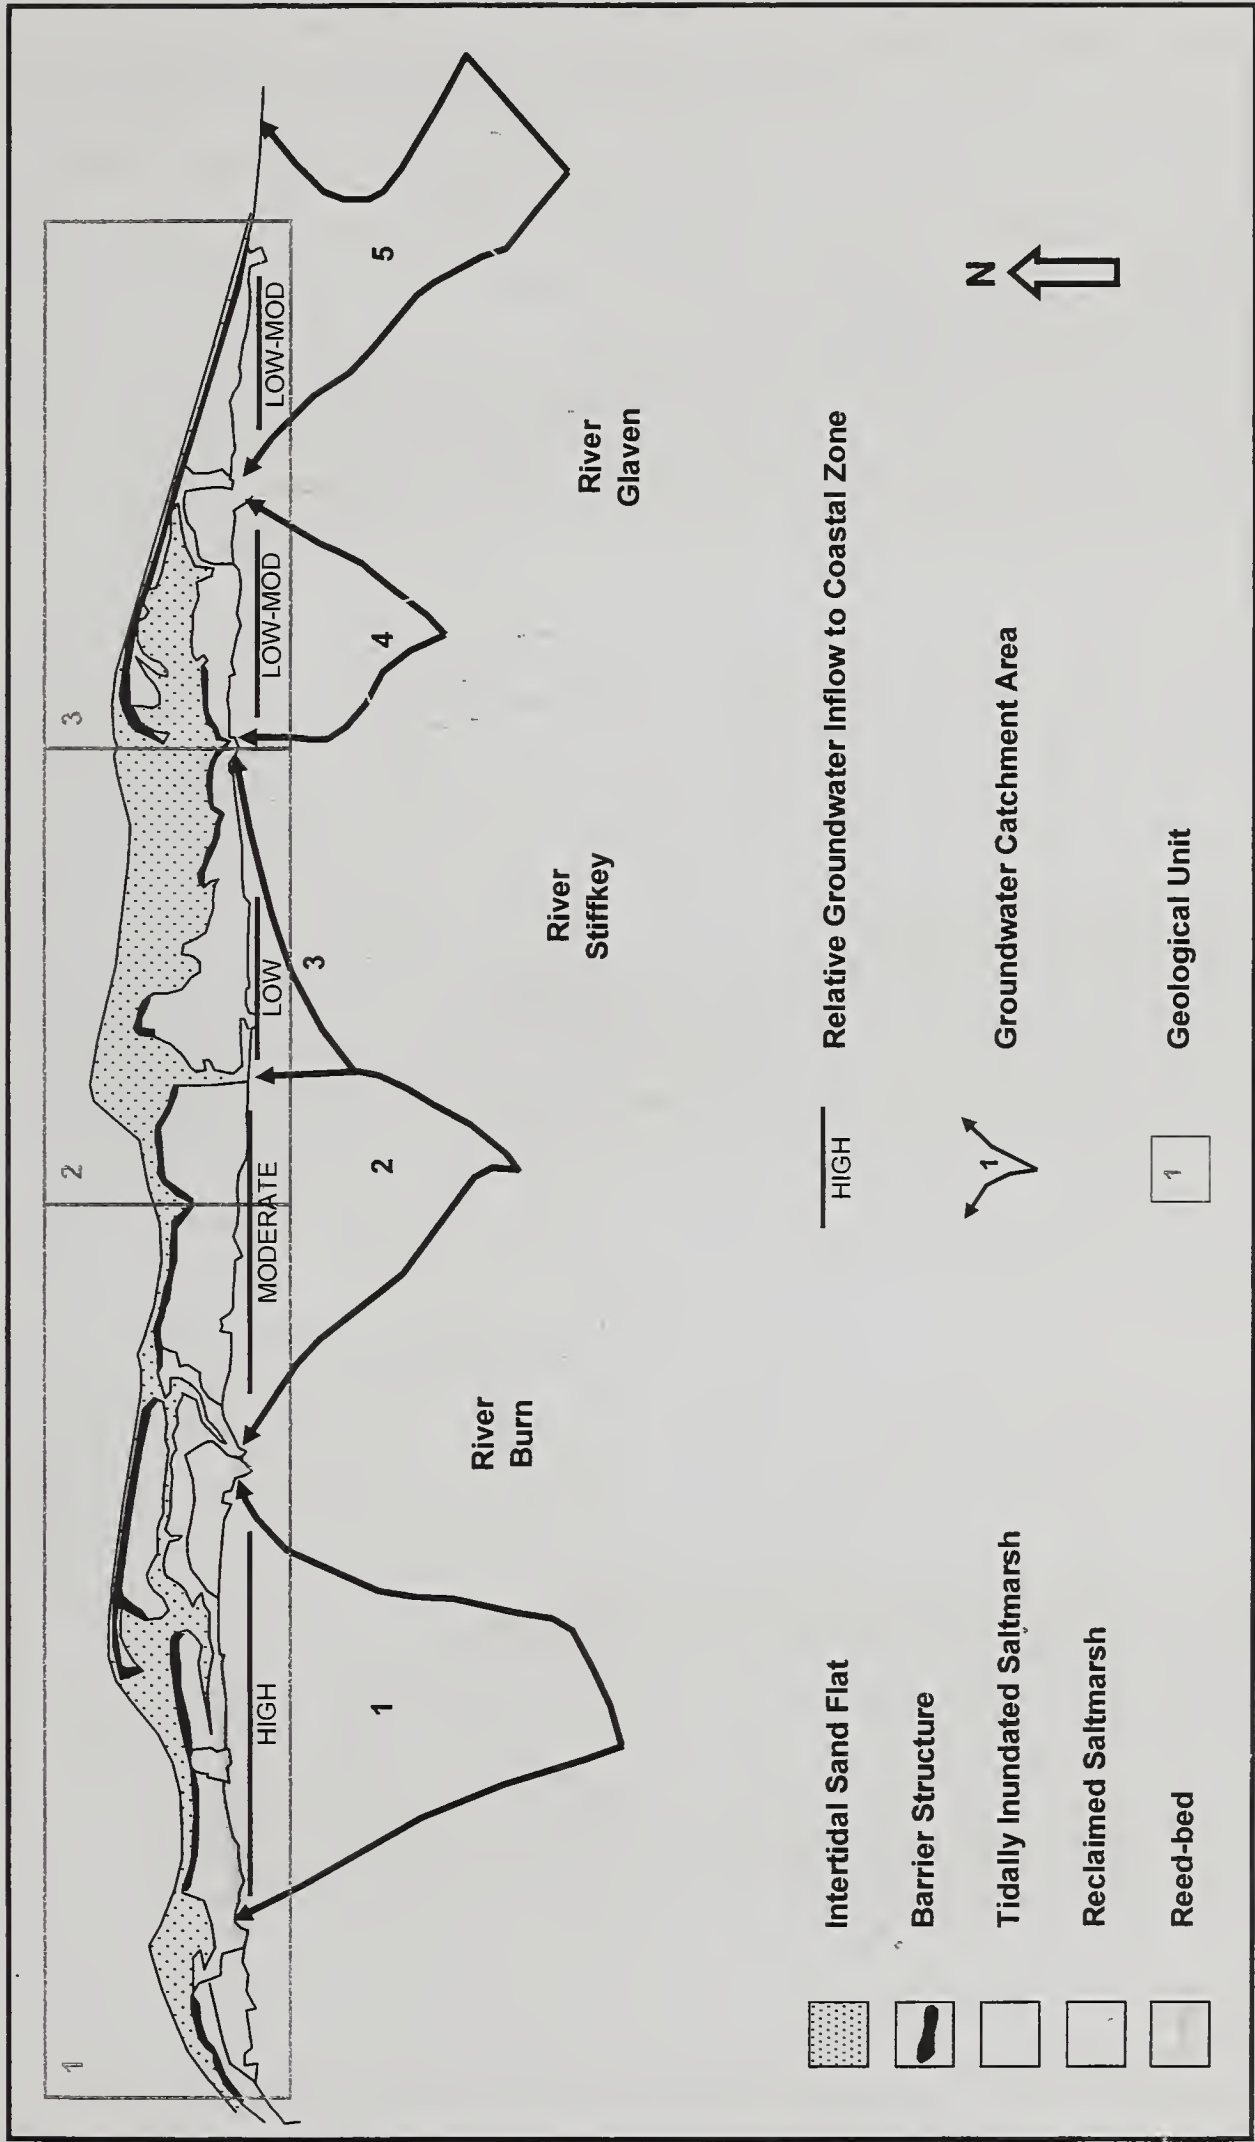 1
2
3
HIGH
MODERATE
LOW
LOW-MOD
LOW-MOD
1
2
3
4
5
River
Burn
River
Stiffkey
River
Glaven
N
Intertidal Sand Flat
Barrier Structure
Tidally Inundated Saltmarsh
Reclaimed Saltmarsh
Reed-bed
HIGH
Relative Groundwater Inflow to Coastal Zone
1
Groundwater Catchment Area
1
Geological Unit